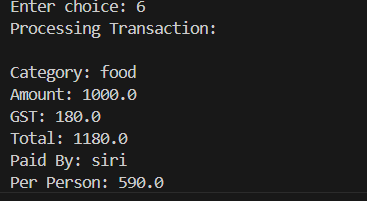 Enter choice: 6
Processing Transaction:
Category: food
Amount: 1000.0
GST: 180.0
Total: 1180.0
Paid By: siri
Per Person: 590.0